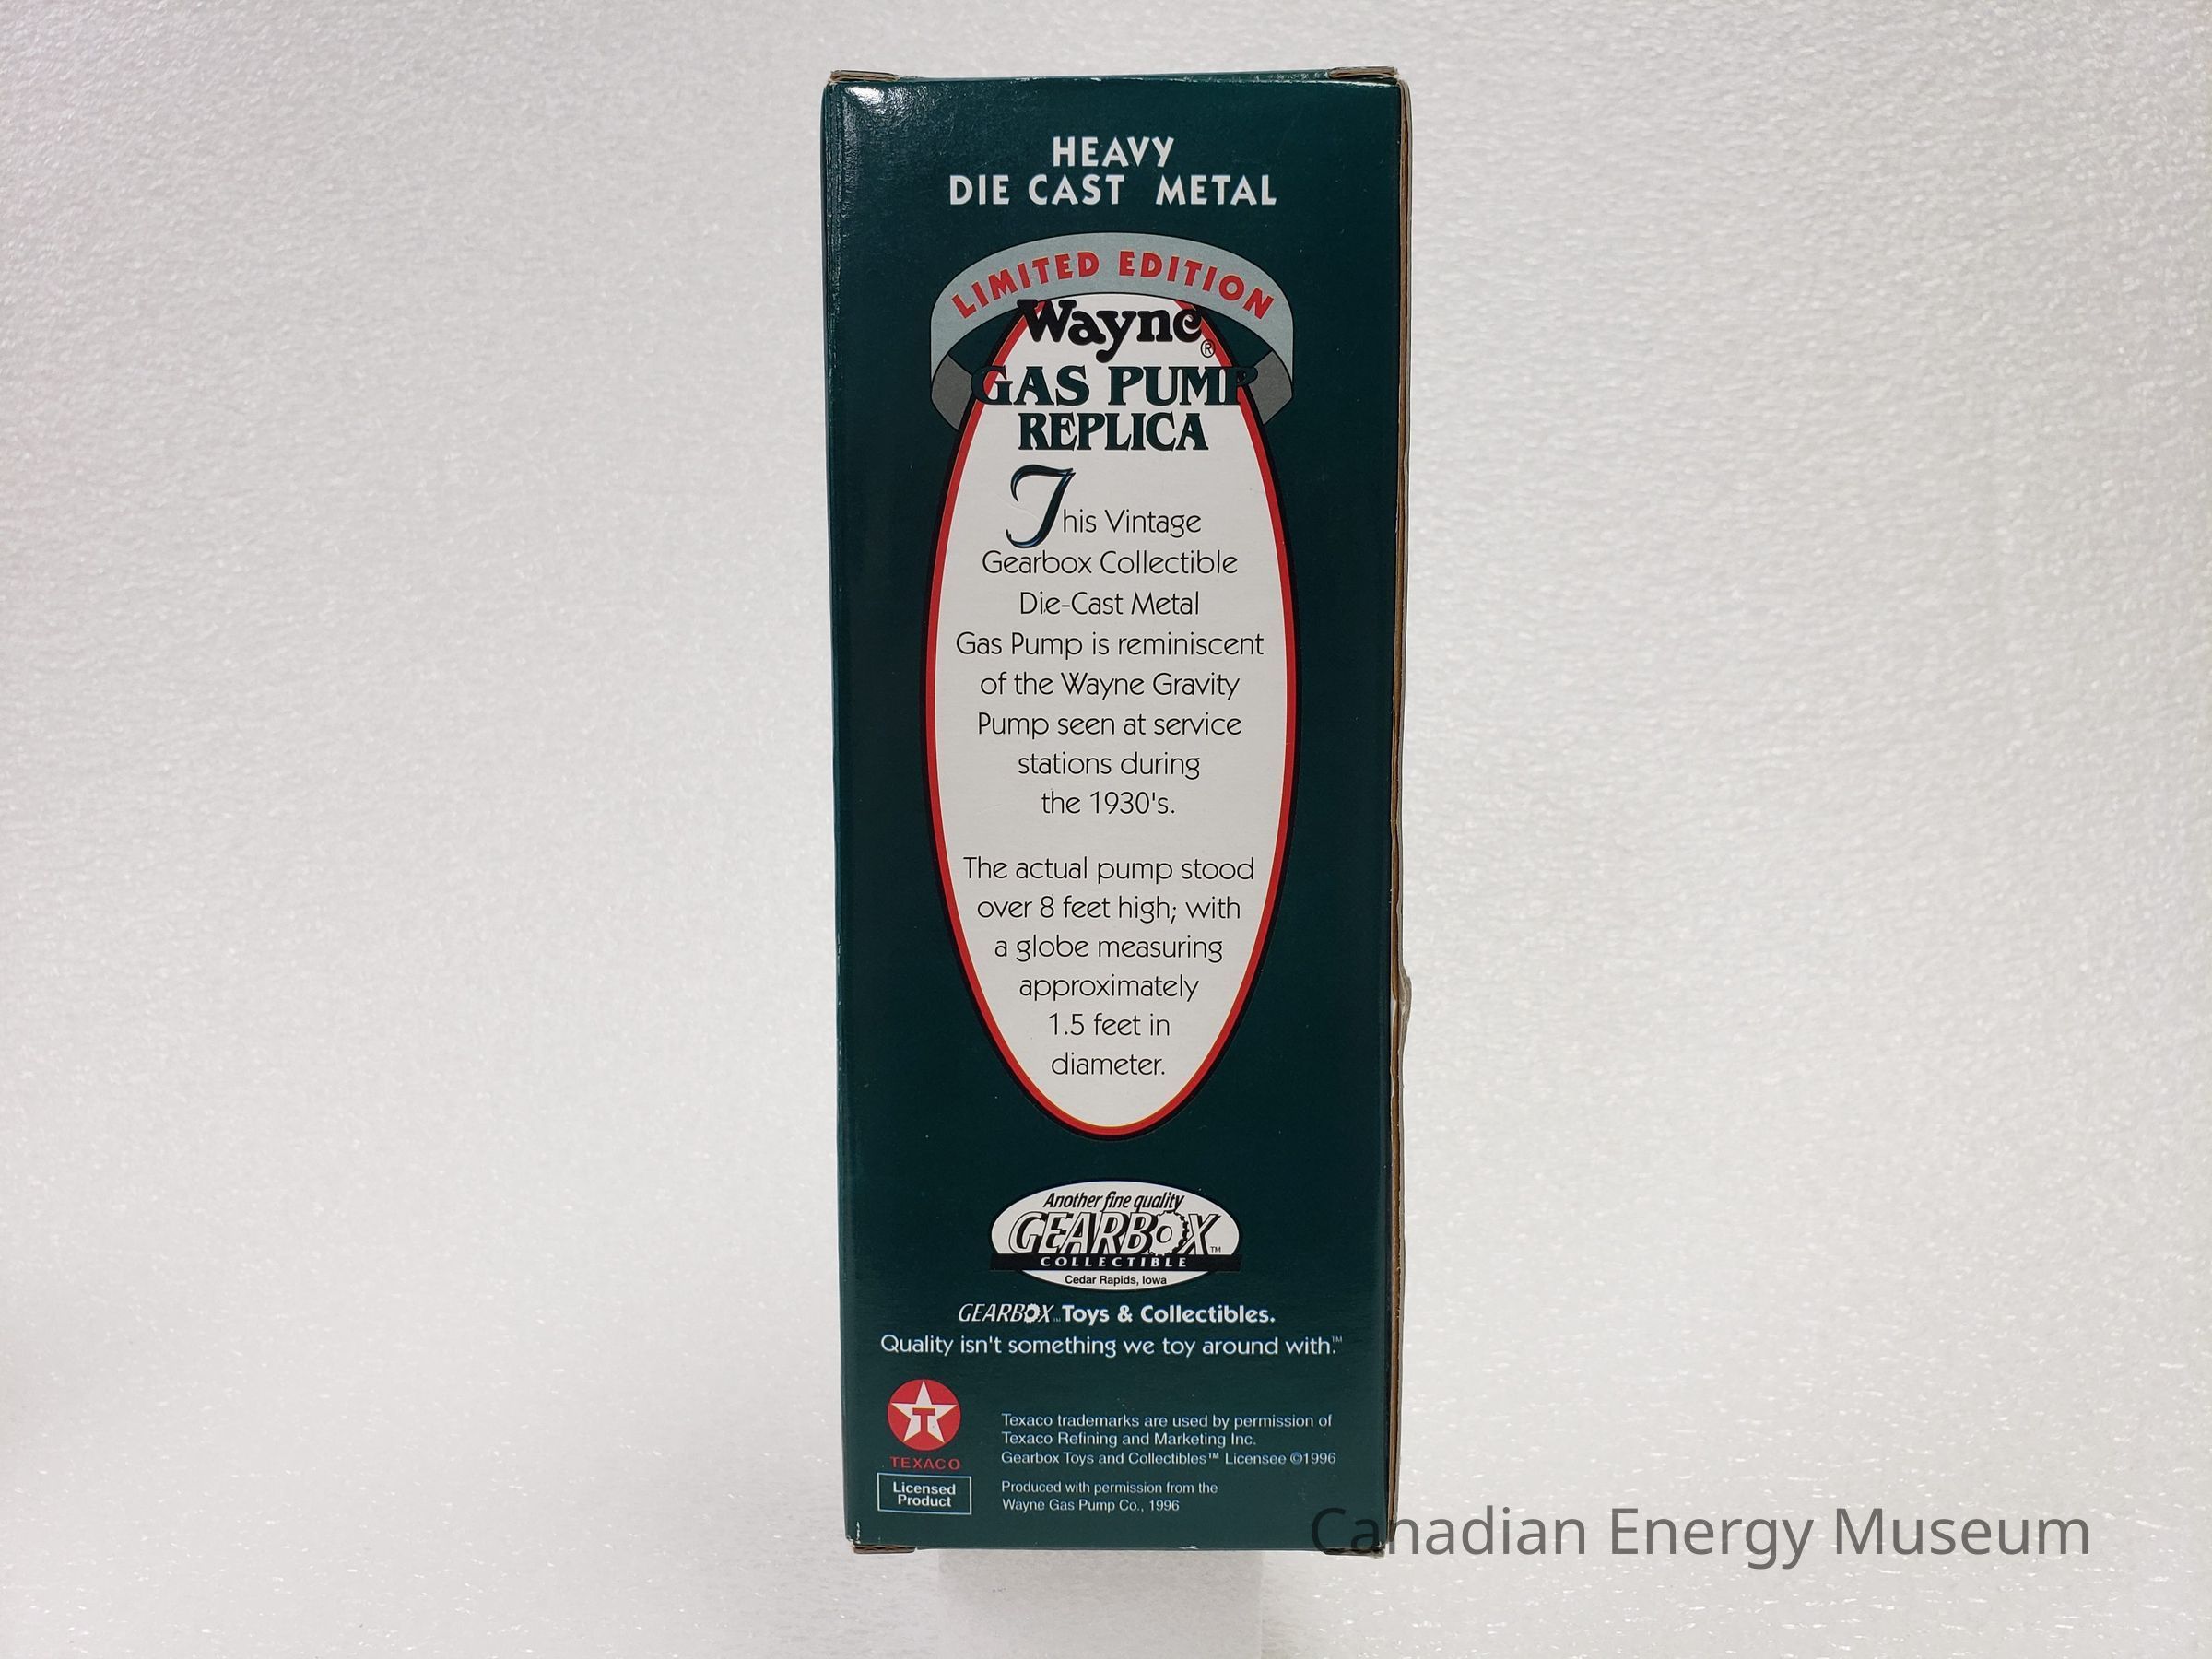 HEAVY
DIE CAST METAL
LIMITED EDITION
Wayne®
GAS PUMP
REPLICA
This Vintage
Gearbox Collectible
Die-Cast Metal
Gas Pump is reminiscent
of the Wayne Gravity
Pump seen at service
stations during
the 1930's.
The actual pump stood
over 8 feet high; with
a globe measuring
approximately
1.5 feet in
diameter.
Another fine quality
GEARBOX™
COLLECTIBLE
Cedar Rapids, Iowa
GEARBOX™ Toys & Collectibles.
Quality isn't something we toy around with.™
T
TEXACO
Licensed
Product
Texaco trademarks are used by permission of
Texaco Refining and Marketing Inc.
Gearbox Toys and Collectibles™ Licensee ©1996
Produced with permission from the
Wayne Gas Pump Co., 1996
Canadian Energy Museum